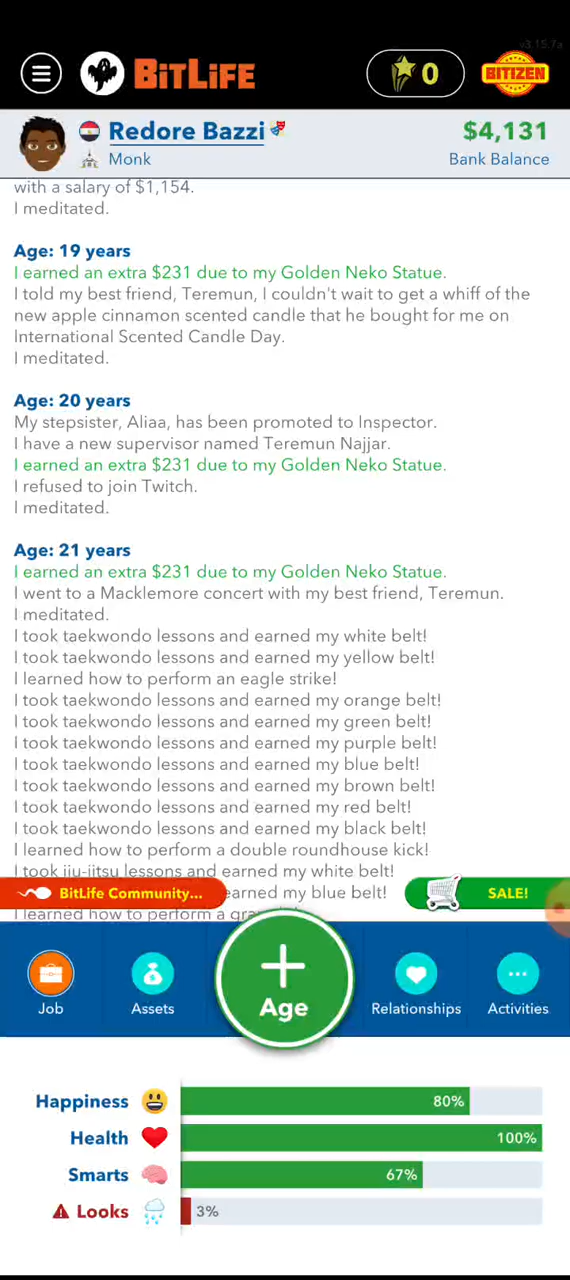 v3.15.7a
BITLIFE
0
BITIZEN
Redore Bazzi
$4,131
Monk
Bank Balance
with a salary of $1,154.
I meditated.
Age: 19 years
I earned an extra $231 due to my Golden Neko Statue.
I told my best friend, Teremun, I couldn't wait to get a whiff of the
new apple cinnamon scented candle that he bought for me on
International Scented Candle Day.
I meditated.
Age: 20 years
My stepsister, Aliaa, has been promoted to Inspector.
I have a new supervisor named Teremun Najjar.
I earned an extra $231 due to my Golden Neko Statue.
I refused to join Twitch.
I meditated.
Age: 21 years
I earned an extra $231 due to my Golden Neko Statue.
I went to a Macklemore concert with my best friend, Teremun.
I meditated.
I took taekwondo lessons and earned my white belt!
I took taekwondo lessons and earned my yellow belt!
I learned how to perform an eagle strike!
I took taekwondo lessons and earned my orange belt!
I took taekwondo lessons and earned my green belt!
I took taekwondo lessons and earned my purple belt!
I took taekwondo lessons and earned my blue belt!
I took taekwondo lessons and earned my brown belt!
I took taekwondo lessons and earned my red belt!
I took taekwondo lessons and earned my black belt!
I learned how to perform a double roundhouse kick!
I took jiu-jitsu lessons and earned my white belt!
BitLife Community...
earned my blue belt!
SALE!
I learned how to perform a
Job
Assets
Age
Relationships
Activities
Happiness
80%
Health
100%
Smarts
67%
Looks
3%